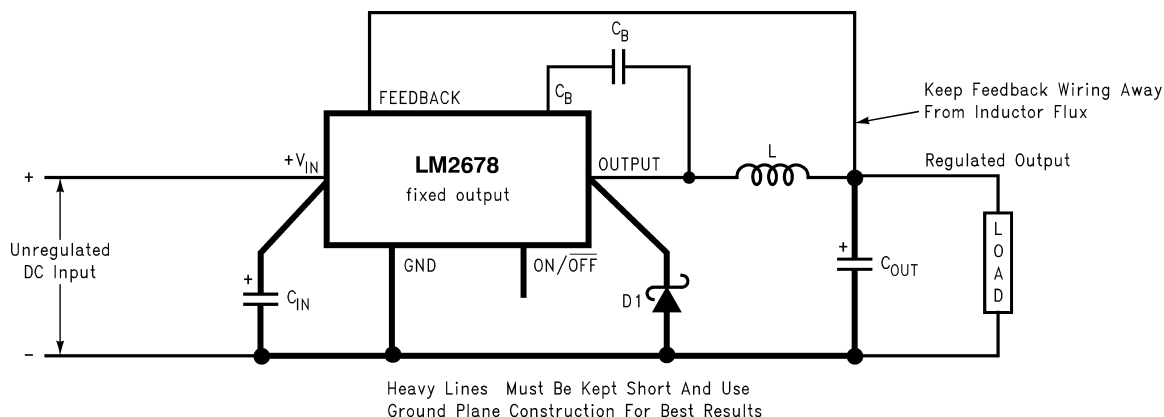 C_B
FEEDBACK
C_B
Keep Feedback Wiring Away
From Inductor Flux
+V_IN
LM2678
fixed output
OUTPUT
L
Regulated Output
+
Unregulated
DC Input
GND
ON/O̅F̅F̅
+
C_IN
D1
+
C_OUT
LOAD
−
Heavy Lines Must Be Kept Short And Use
Ground Plane Construction For Best Results